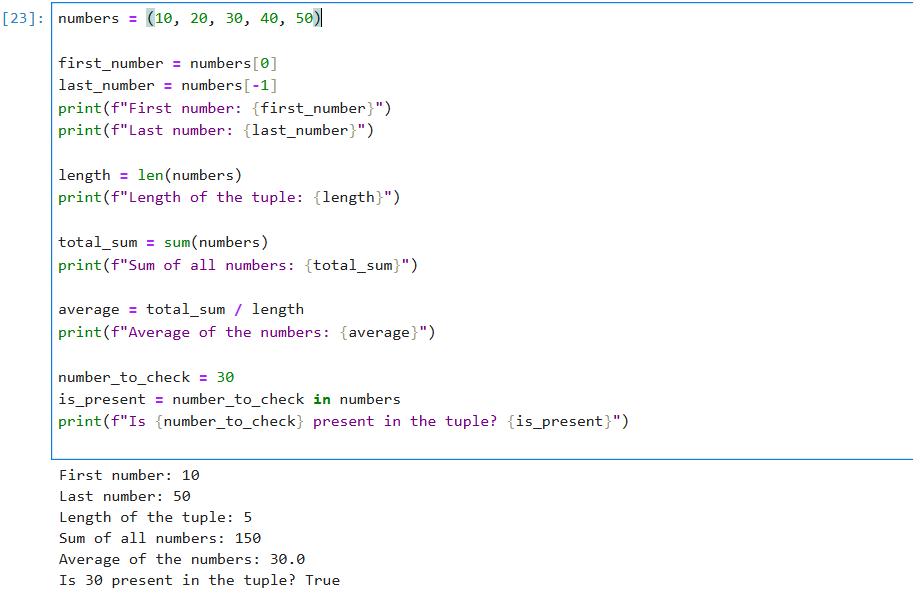 [23]: numbers = (10, 20, 30, 40, 50)
first_number = numbers[0]
last_number = numbers[-1]
print(f"First number: {first_number}")
print(f"Last number: {last_number}")
length = len(numbers)
print(f"Length of the tuple: {length}")
total_sum = sum(numbers)
print(f"Sum of all numbers: {total_sum}")
average = total_sum / length
print(f"Average of the numbers: {average}")
number_to_check = 30
is_present = number_to_check in numbers
print(f"Is {number_to_check} present in the tuple? {is_present}")
First number: 10
Last number: 50
Length of the tuple: 5
Sum of all numbers: 150
Average of the numbers: 30.0
Is 30 present in the tuple? True